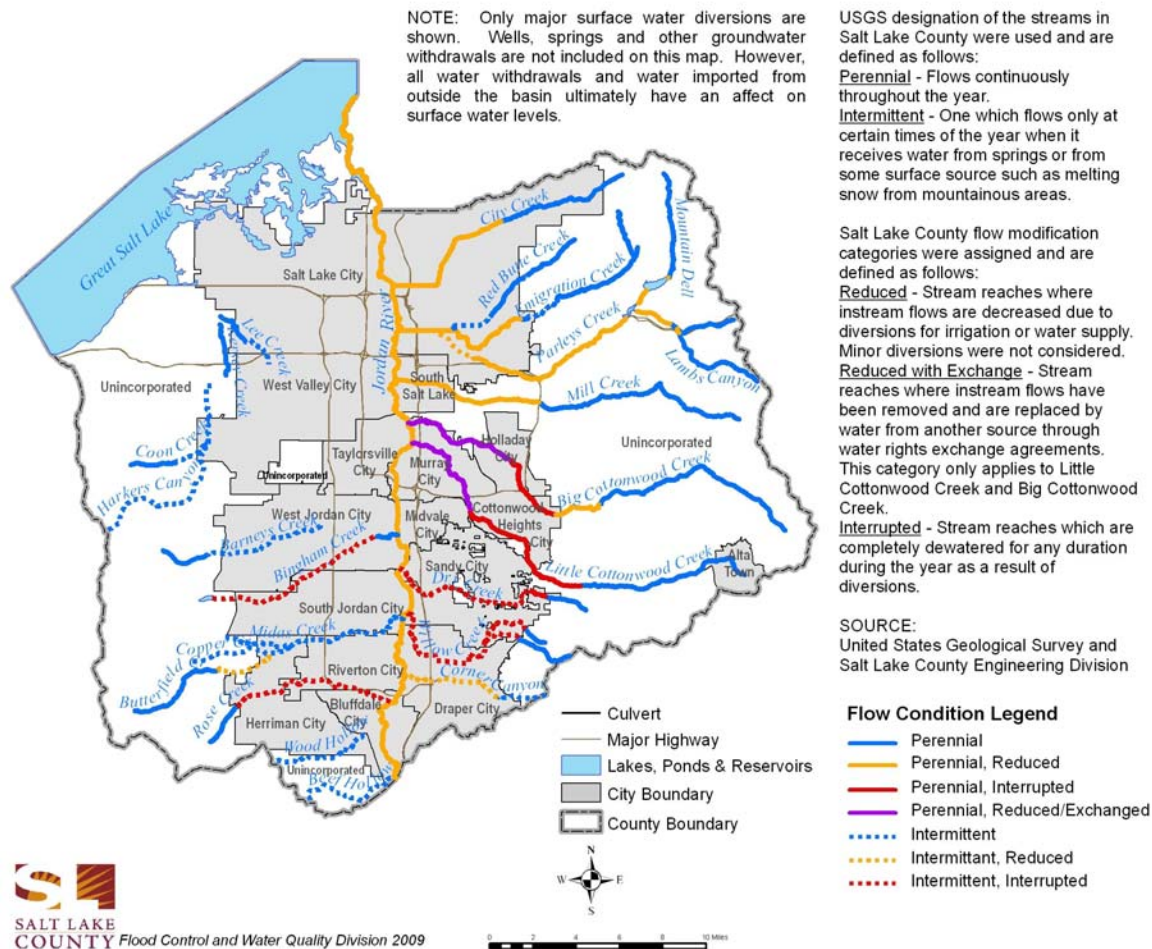 NOTE: Only major surface water diversions are
shown. Wells, springs and other groundwater
withdrawals are not included on this map. However,
all water withdrawals and water imported from
outside the basin ultimately have an affect on
surface water levels.
USGS designation of the streams in
Salt Lake County were used and are
defined as follows:
Perennial - Flows continuously
throughout the year.
Intermittent - One which flows only at
certain times of the year when it
receives water from springs or from
some surface source such as melting
snow from mountainous areas.
Salt Lake County flow modification
categories were assigned and are
defined as follows:
Reduced - Stream reaches where
instream flows are decreased due to
diversions for irrigation or water supply.
Minor diversions were not considered.
Reduced with Exchange - Stream
reaches where instream flows have
been removed and are replaced by
water from another source through
water rights exchange agreements.
This category only applies to Little
Cottonwood Creek and Big Cottonwood
Creek.
Interrupted - Stream reaches which are
completely dewatered for any duration
during the year as a result of
diversions.
SOURCE:
United States Geological Survey and
Salt Lake County Engineering Division
Great Salt Lake
City Creek
Salt Lake City
Red Butte Creek
Emigration Creek
Mountain Dell
Parleys Creek
Lambs Canyon
Jordan River
Lee Creek
Creek
Unincorporated
West Valley City
South
Salt Lake
Mill Creek
Unincorporated
Coon Creek
Harkers Canyon
Unincorporated
Taylorsville
City
Murray
City
Holladay
City
Big Cottonwood Creek
West Jordan City
Midvale
City
Cottonwood
Heights
City
Barneys Creek
Bingham Creek
Sandy City
Dry Creek
Little Cottonwood Creek
Alta
Town
South Jordan City
Midas Creek
Copper
Willow Creek
Butterfield
Rose Creek
Riverton City
Corner Canyon
Herriman City
Bluffdale
City
Draper City
Wood Hollow
Unincorporated
Beef Hollow
Culvert
Major Highway
Lakes, Ponds & Reservoirs
City Boundary
County Boundary
Flow Condition Legend
Perennial
Perennial, Reduced
Perennial, Interrupted
Perennial, Reduced/Exchanged
Intermittent
Intermittant, Reduced
Intermittent, Interrupted
N
W E
S
SL
SALT LAKE
COUNTY
Flood Control and Water Quality Division 2009
0 2 4 6 8 10 Miles